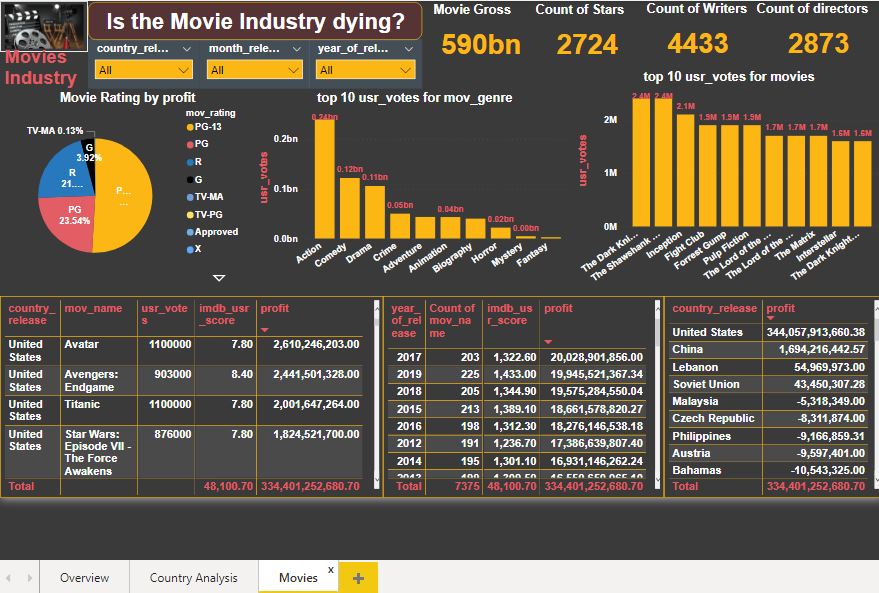 Is the Movie Industry dying?
Movies
Industry
country_rel...
All
month_rele...
All
year_of_rel...
All
Movie Gross
590bn
Count of Stars
2724
Count of Writers
4433
Count of directors
2873
Movie Rating by profit
TV-MA 0.13%
G
3.92%
R
21....
PG
23.54%
P...
...
mov_rating
PG-13
PG
R
G
TV-MA
TV-PG
Approved
X
top 10 usr_votes for mov_genre
usr_votes
0.2bn
0.1bn
0.0bn
0.24bn
0.12bn
0.11bn
0.05bn
0.04bn
0.02bn
0.00bn
Action
Comedy
Drama
Crime
Adventure
Animation
Biography
Horror
Mystery
Fantasy
top 10 usr_votes for movies
usr_votes
2M
1M
0M
2.4M
2.4M
2.1M
1.9M
1.9M
1.9M
1.7M
1.7M
1.7M
1.6M
1.6M
The Dark Kni...
The Shawshank ...
Inception
Fight Club
Forrest Gump
Pulp Fiction
The Lord of the ...
The Lord of the ...
The Matrix
Interstellar
The Dark Knight...
country_
release
mov_name
usr_vote
s
imdb_usr
_score
profit
United
States
Avatar
1100000 7.80 2,610,246,203.00
United
States
Avengers:
Endgame
903000 8.40 2,441,501,328.00
United
States
Titanic
1100000 7.80 2,001,647,264.00
United
States
Star Wars:
Episode VII -
The Force
Awakens
876000 7.80 1,824,521,700.00
Total 48,100.70 334,401,252,680.70
year_
of_rel
ease
Count of
mov_na
me
imdb_us
r_score
profit
2017 203 1,322.60 20,028,901,856.00
2019 225 1,433.00 19,945,521,367.34
2018 205 1,344.90 19,575,284,550.04
2015 213 1,389.10 18,661,578,820.27
2016 198 1,312.30 18,276,146,538.18
2012 191 1,236.70 17,386,639,807.40
2014 195 1,301.10 16,931,146,262.24
Total 7375 48,100.70 334,401,252,680.70
country_release profit
United States 344,057,913,660.38
China 1,694,216,442.57
Lebanon 54,969,973.00
Soviet Union 43,450,307.28
Malaysia -5,318,349.00
Czech Republic -8,311,874.00
Philippines -9,166,859.31
Austria -9,597,401.00
Bahamas -10,543,325.00
Total 334,401,252,680.70
Overview
Country Analysis
Movies
x
+